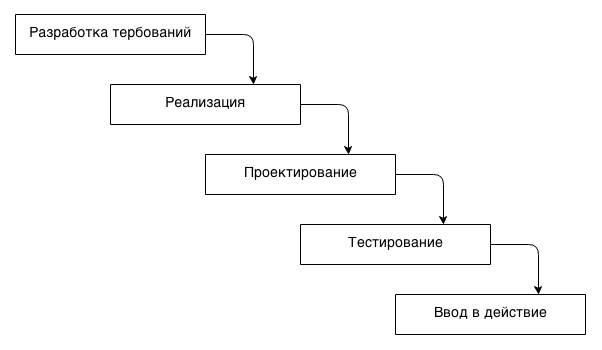 Разработка тербований
Реализация
Проектирование
Тестирование
Ввод в действие